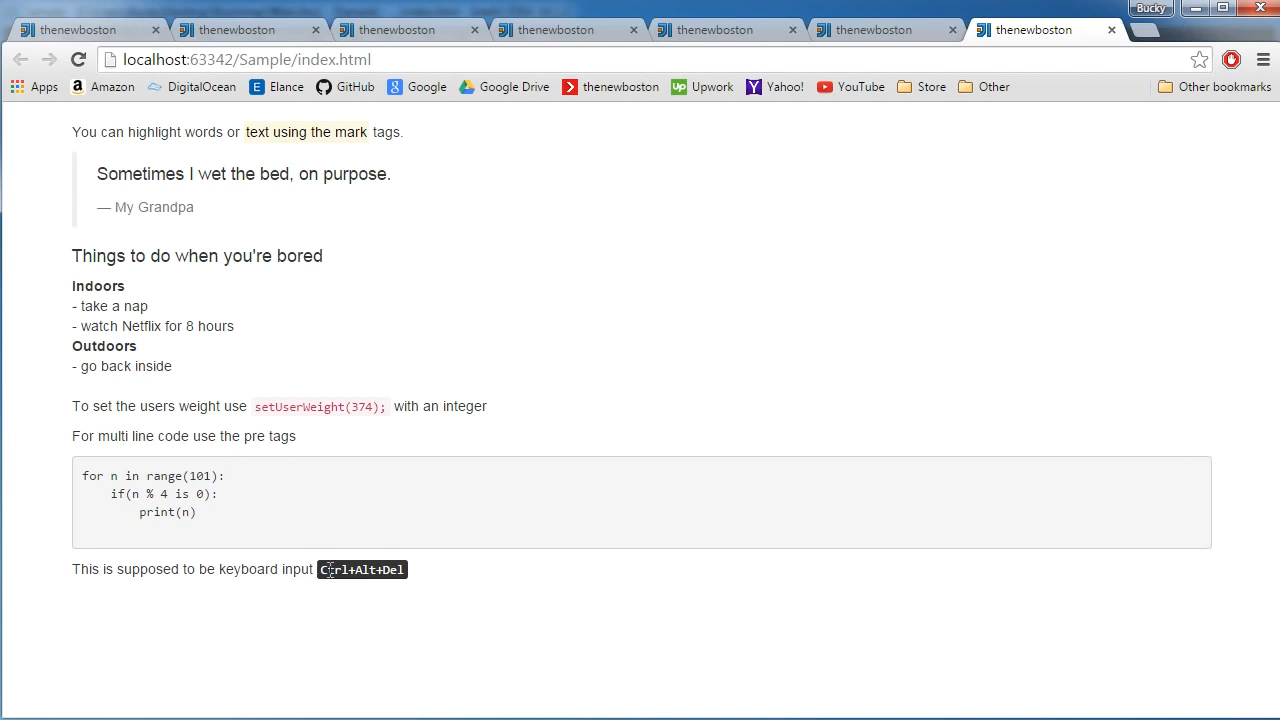 Bucky
thenewboston thenewboston thenewboston thenewboston thenewboston thenewboston thenewboston
localhost:63342/Sample/index.html
Apps Amazon DigitalOcean Elance GitHub Google Google Drive thenewboston Upwork Yahoo! YouTube Store Other Other bookmarks
You can highlight words or text using the mark tags.
Sometimes I wet the bed, on purpose.
— My Grandpa
Things to do when you're bored
Indoors
- take a nap
- watch Netflix for 8 hours
Outdoors
- go back inside
To set the users weight use setUserWeight(374); with an integer
For multi line code use the pre tags
for n in range(101):
    if(n % 4 is 0):
        print(n)
This is supposed to be keyboard input Ctrl+Alt+Del